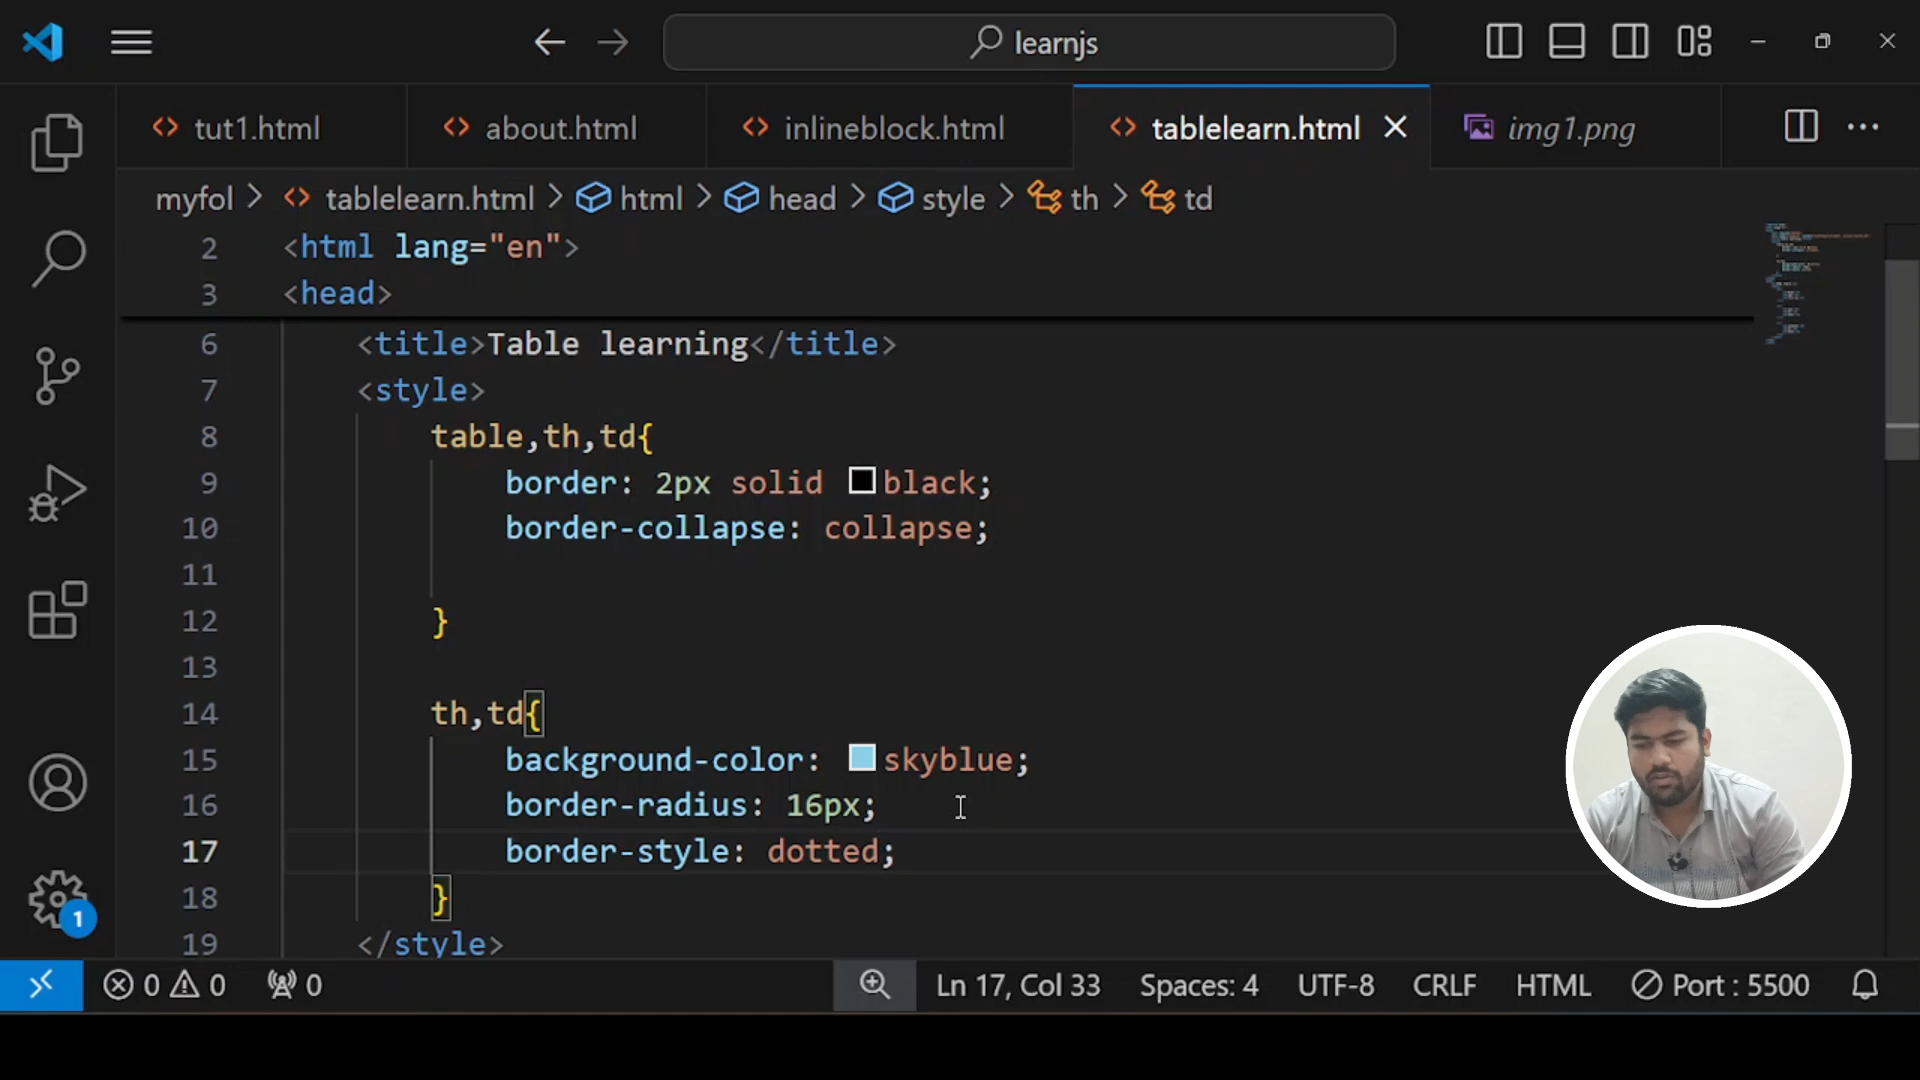 learnjs
tut1.html
about.html
inlineblock.html
tablelearn.html
img1.png
myfol > tablelearn.html > html > head > style > th > td
2 <html lang="en">
3 <head>
6 <title>Table learning</title>
7 <style>
8 table,th,td{
9 border: 2px solid black;
10 border-collapse: collapse;
11
12 }
13
14 th,td{
15 background-color: skyblue;
16 border-radius: 16px;
17 border-style: dotted;
18 }
19 </style>
1
0 0 0 Ln 17, Col 33 Spaces: 4 UTF-8 CRLF HTML Port : 5500